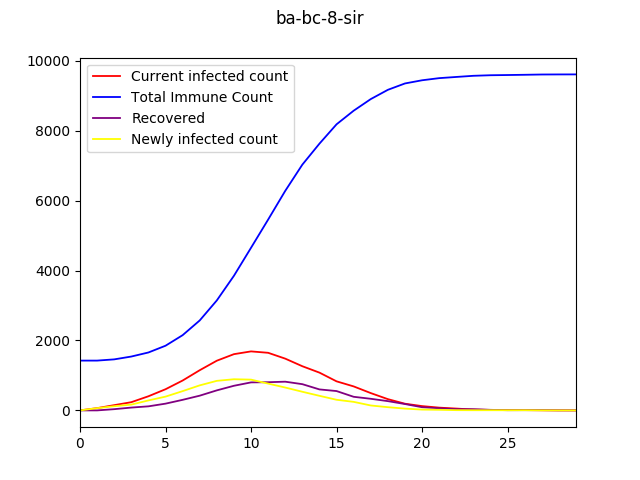 ba-bc-8-sir
10000
8000
6000
4000
2000
0
Current infected count
Total Immune Count
Recovered
Newly infected count
0 5 10 15 20 25